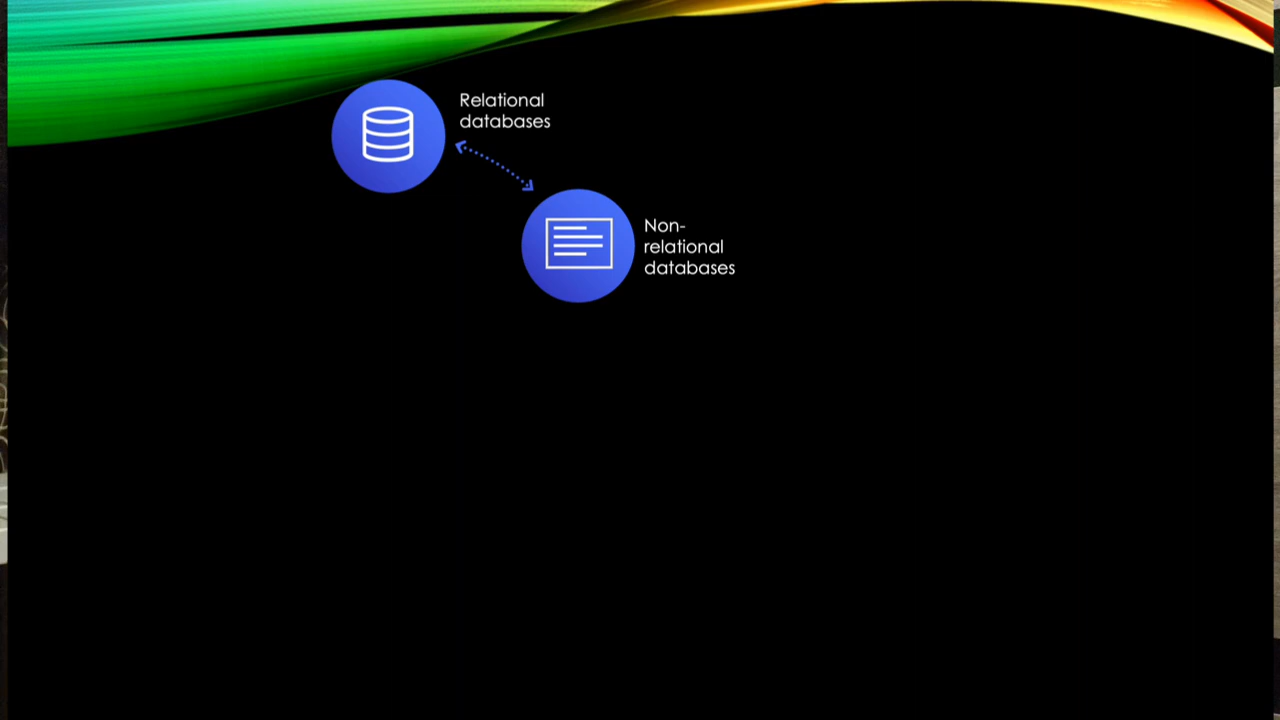 Relational
databases
Non-
relational
databases